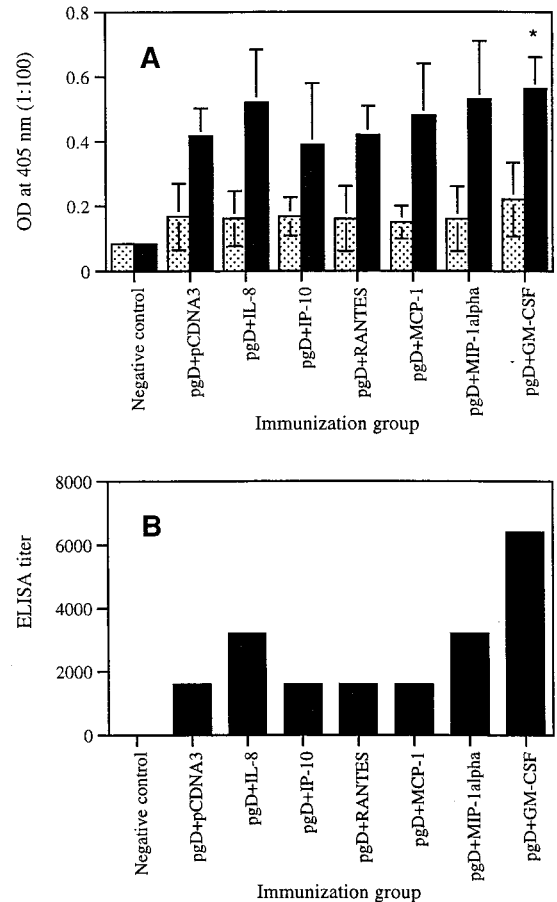 0.8
0.6
0.4
0.2
0
OD at 405 nm (1:100)
A
*
Negative control
pgD+pCDNA3
pgD+IL-8
pgD+IP-10
pgD+RANTES
pgD+MCP-1
pgD+MIP-1alpha
pgD+GM-CSF
Immunization group
8000
6000
4000
2000
0
ELISA titer
B
Negative control
pgD+pCDNA3
pgD+IL-8
pgD+IP-10
pgD+RANTES
pgD+MCP-1
pgD+MIP-1alpha
pgD+GM-CSF
Immunization group